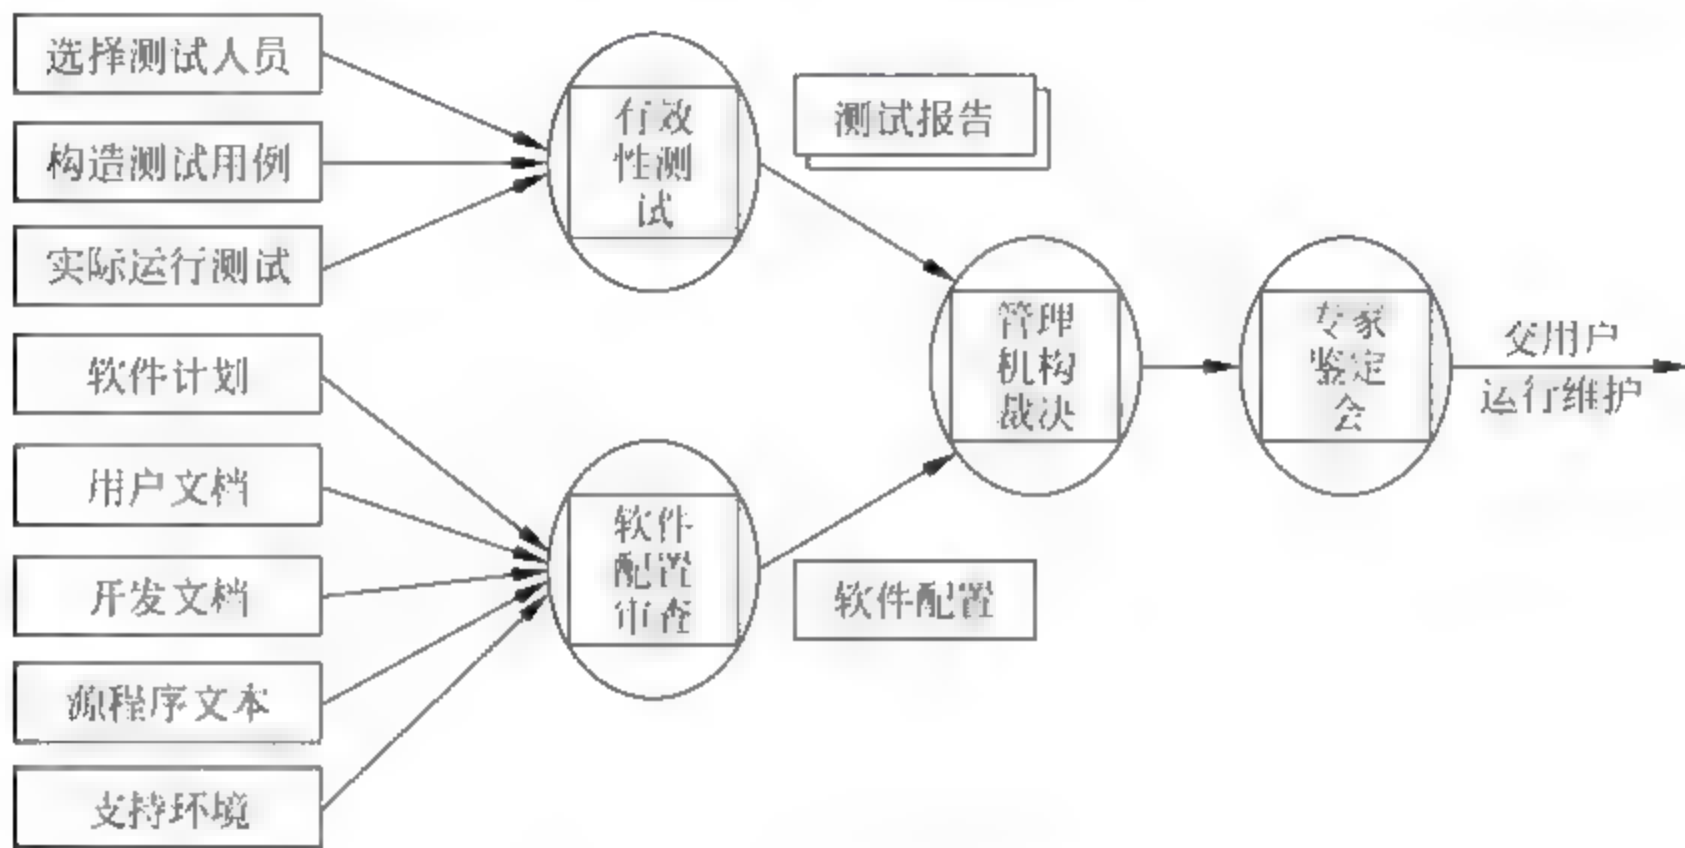 选择测试人员
构造测试用例
实际运行测试
软件计划
用户文档
开发文档
源程序文本
支持环境
有效
性测
试
软件
配置
审查
测试报告
软件配置
管理
机构
裁决
专家
鉴定
会
交用户
运行维护